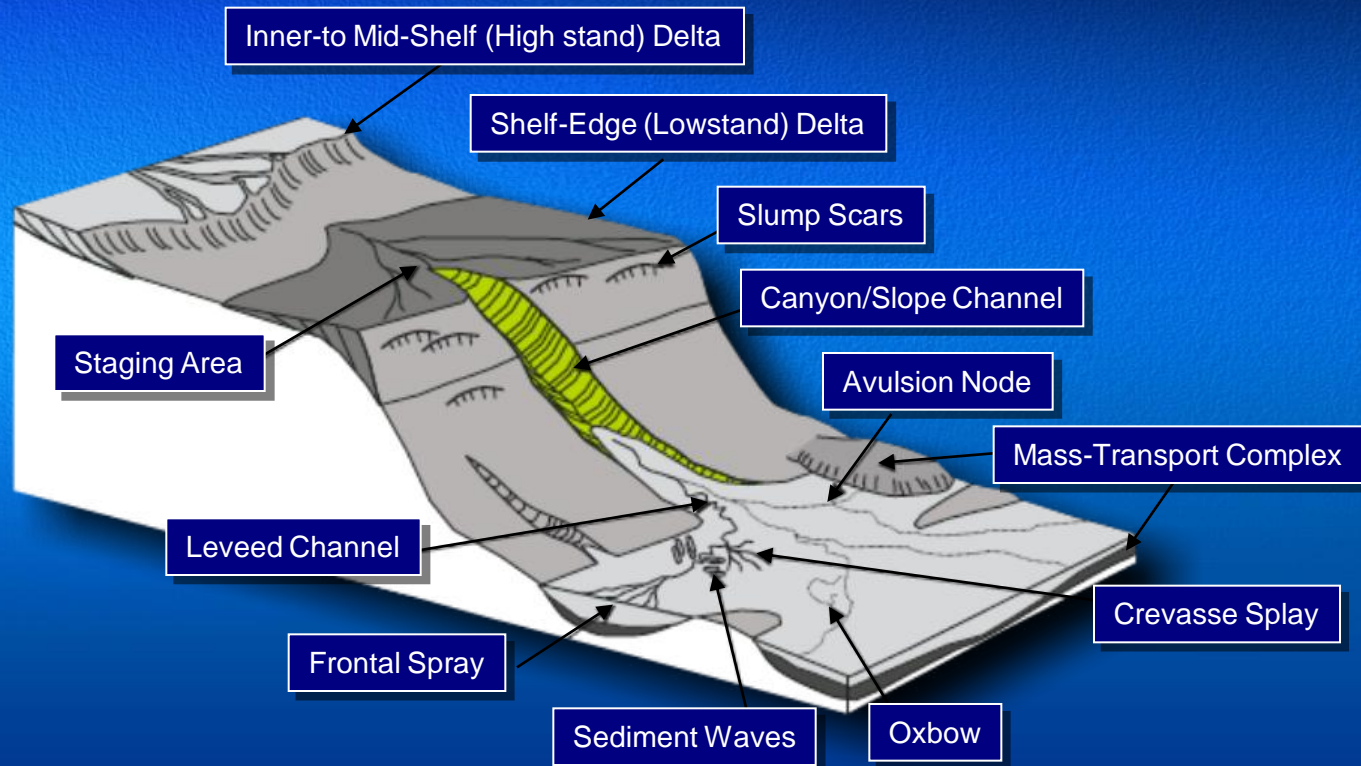 Inner-to Mid-Shelf (High stand) Delta
Shelf-Edge (Lowstand) Delta
Slump Scars
Canyon/Slope Channel
Staging Area
Avulsion Node
Mass-Transport Complex
Leveed Channel
Crevasse Splay
Frontal Spray
Sediment Waves
Oxbow